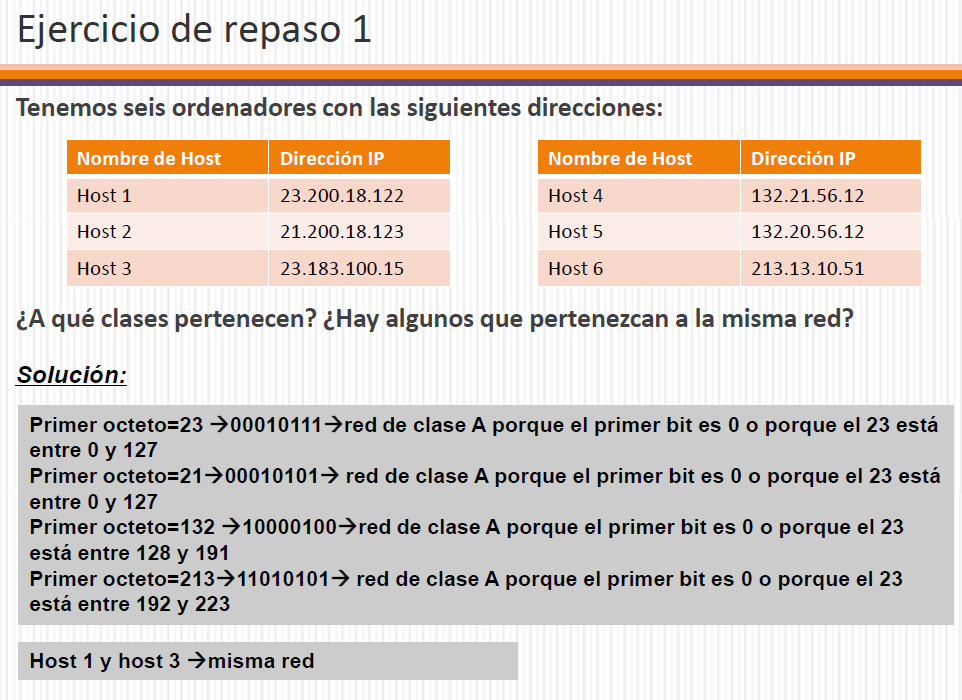 Ejercicio de repaso 1
Tenemos seis ordenadores con las siguientes direcciones:
Nombre de Host Dirección IP
Host 1 23.200.18.122
Host 2 21.200.18.123
Host 3 23.183.100.15
Nombre de Host Dirección IP
Host 4 132.21.56.12
Host 5 132.20.56.12
Host 6 213.13.10.51
¿A qué clases pertenecen? ¿Hay algunos que pertenezcan a la misma red?
Solución:
Primer octeto=23 →00010111→red de clase A porque el primer bit es 0 o porque el 23 está
entre 0 y 127
Primer octeto=21→00010101→ red de clase A porque el primer bit es 0 o porque el 23 está
entre 0 y 127
Primer octeto=132 →10000100→red de clase A porque el primer bit es 0 o porque el 23
está entre 128 y 191
Primer octeto=213→11010101→ red de clase A porque el primer bit es 0 o porque el 23
está entre 192 y 223
Host 1 y host 3 →misma red